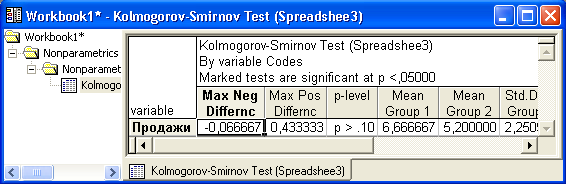 Workbook1* - Kolmogorov-Smirnov Test (Spreadshee3)
Workbook1*
Nonparametrics
Nonparamet
Kolmogo
Kolmogorov-Smirnov Test (Spreadshee3)
By variable Codes
Marked tests are significant at p <,05000
variable
Max Neg Differnc
Max Pos Differnc
p-level
Mean Group 1
Mean Group 2
Std.D Group
Продажи -0,066667 0,433333 p > .10 6,666667 5,200000 2,250
Kolmogorov-Smirnov Test (Spreadshee3)